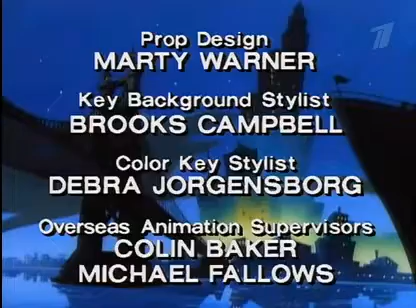 Prop Design
MARTY WARNER
Key Background Stylist
BROOKS CAMPBELL
Color Key Stylist
DEBRA JORGENSBORG
Overseas Animation Supervisors
COLIN BAKER
MICHAEL FALLOWS